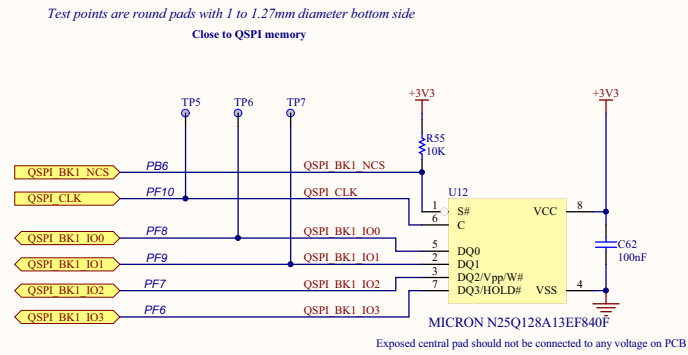 Test points are round pads with 1 to 1.27mm diameter bottom side
Close to QSPI memory
TP5 TP6 TP7 +3V3 +3V3
R55
10K
QSPI_BK1_NCS PB6 QSPI_BK1_NCS
QSPI_CLK PF10 QSPI_CLK
U12
1 S# VCC 8
6 C
QSPI_BK1_IO0 PF8 QSPI_BK1_IO0
5 DQ0
C62
100nF
QSPI_BK1_IO1 PF9 QSPI_BK1_IO1
2 DQ1
QSPI_BK1_IO2 PF7 QSPI_BK1_IO2
3 DQ2/Vpp/W#
7 DQ3/HOLD# VSS 4
QSPI_BK1_IO3 PF6 QSPI_BK1_IO3
MICRON N25Q128A13EF840F
Exposed central pad should not be connected to any voltage on PCB